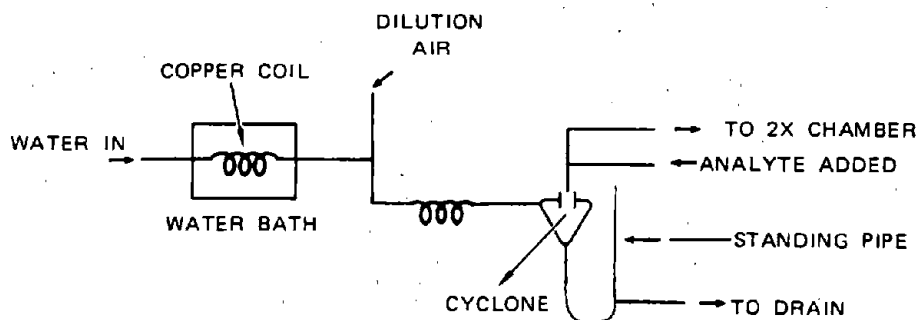 DILUTION
AIR
COPPER COIL
WATER IN
TO 2X CHAMBER
ANALYTE ADDED
WATER BATH
STANDING PIPE
CYCLONE
TO DRAIN